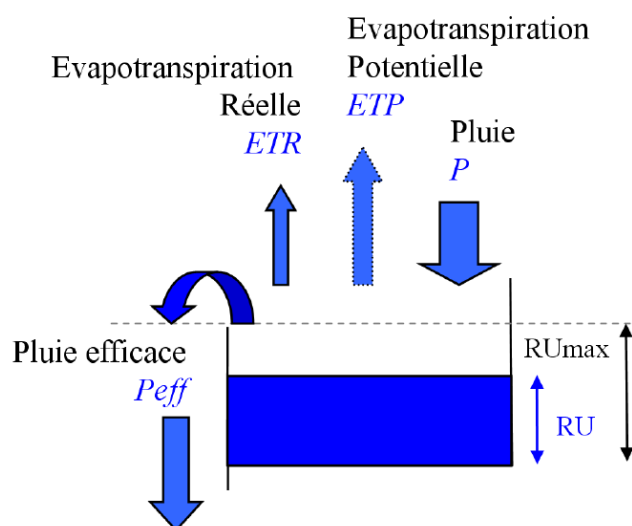 Evapotranspiration
Réelle
ETR
Evapotranspiration
Potentielle
ETP
Pluie
P
Pluie efficace
Peff
RUmax
RU